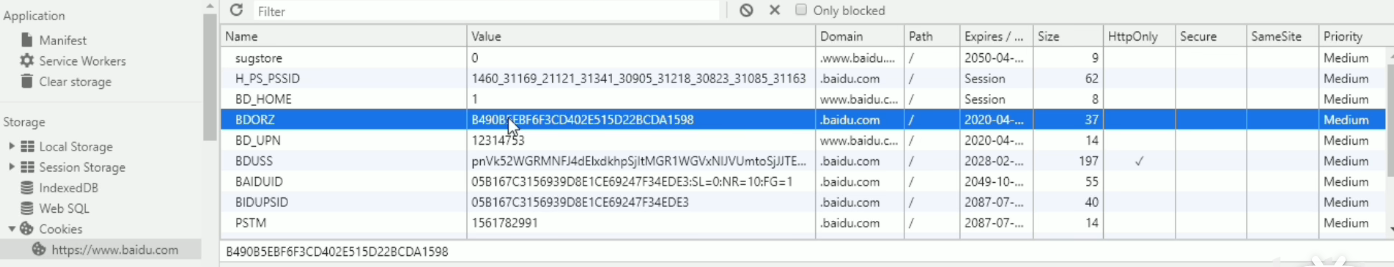 Application
Manifest
Service Workers
Clear storage
Storage
Local Storage
Session Storage
IndexedDB
Web SQL
Cookies
https://www.baidu.com
Filter Only blocked
Name Value Domain Path Expires / ... Size HttpOnly Secure SameSite Priority
sugstore 0 .www.baidu.... / 2050-04-... 9 Medium
H_PS_PSSID 1460_31169_21121_31341_30905_31218_30823_31085_31163 .baidu.com / Session 62 Medium
BD_HOME 1 www.baidu.c... / Session 8 Medium
BDORZ B490B5EBF6F3CD402E515D22BCDA1598 .baidu.com / 2020-04-... 37 Medium
BD_UPN 12314753 www.baidu.c... / 2020-04-... 14 Medium
BDUSS .baidu.com / 2028-02-... 197 ✓ Medium
BAIDUID 05B167C3156939D8E1CE69247F34EDE3:SL=0:NR=10:FG=1 .baidu.com / 2049-10-... 55 Medium
BIDUPSID 05B167C3156939D8E1CE69247F34EDE3 .baidu.com / 2087-07-... 40 Medium
PSTM 1561782991 .baidu.com / 2087-07-... 14 Medium
B490B5EBF6F3CD402E515D22BCDA1598